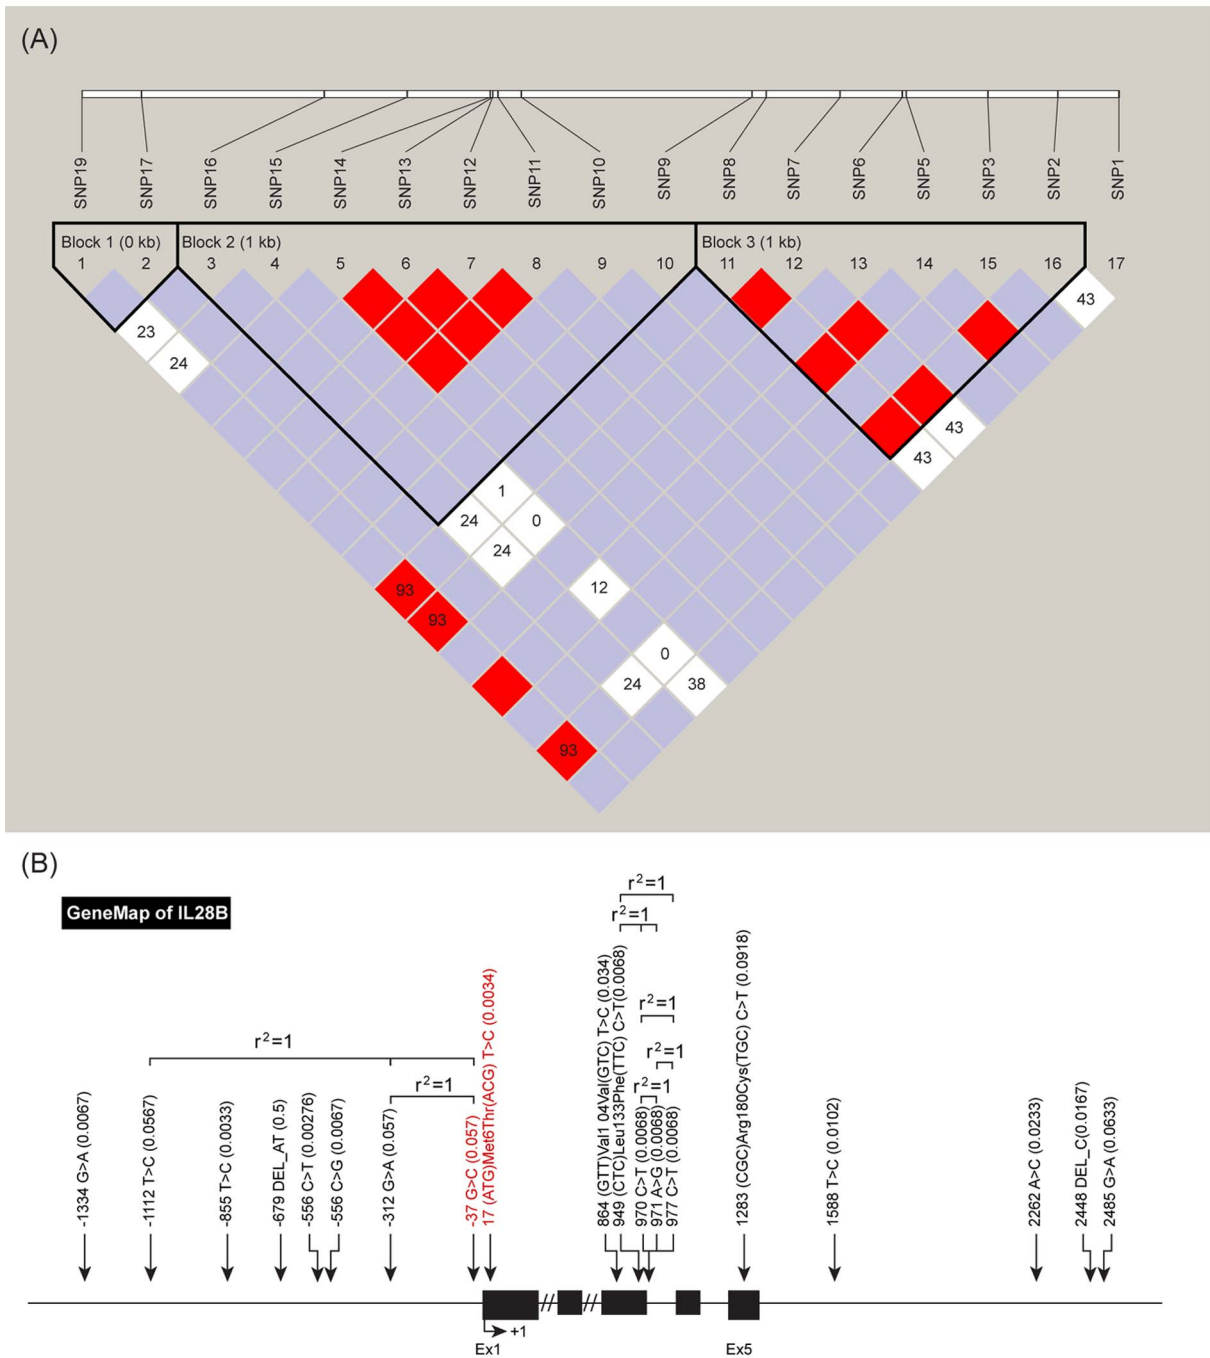 (A)
SNP19
SNP17
SNP16
SNP15
SNP14
SNP13
SNP12
SNP11
SNP10
SNP9
SNP8
SNP7
SNP6
SNP5
SNP3
SNP2
SNP1
Block 1 (0 kb) Block 2 (1 kb) Block 3 (1 kb)
1 2 3 4 5 6 7 8 9 10 11 12 13 14 15 16 17
43
23
24
43
43
1
24 0
24
93 12
93
0
24 38
93
(B)
GeneMap of IL28B
r²=1
r²=1
r²=1
r²=1
r²=1
r²=1
r²=1
-1334 G>A (0.0067)
-1112 T>C (0.0567)
-855 T>C (0.0033)
-679 DEL_AT (0.5)
-556 C>T (0.00276)
-556 C>G (0.0067)
-312 G>A (0.057)
-37 G>C (0.057)
17 (ATG)Met6Thr(ACG) T>C (0.0034)
864 (GTT)Val1 04Val(GTC) T>C (0.034)
949 (CTC)Leu133Phe(TTC) C>T(0.0068)
970 C>T (0.0068)
971 A>G (0.0068)
977 C>T (0.0068)
1283 (CGC)Arg180Cys(TGC) C>T (0.0918)
1588 T>C (0.0102)
2262 A>C (0.0233)
2448 DEL_C(0.0167)
2485 G>A (0.0633)
+1
Ex1 Ex5